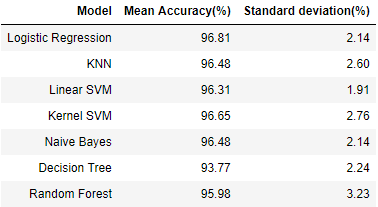 Model Mean Accuracy(%) Standard deviation(%)
Logistic Regression 96.81 2.14
KNN 96.48 2.60
Linear SVM 96.31 1.91
Kernel SVM 96.65 2.76
Naive Bayes 96.48 2.14
Decision Tree 93.77 2.24
Random Forest 95.98 3.23